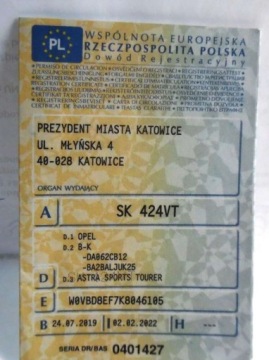 PL
WSPÓLNOTA EUROPEJSKA
RZECZPOSPOLITA POLSKA
Dowód Rejestracyjny
PREZYDENT MIASTA KATOWICE
UL. MŁYŃSKA 4
40-028 KATOWICE
ORGAN WYDAJĄCY
A SK 424VT
D.1 OPEL
D.2 B-K
-DA062CB12
-BA2BALJUK25
D D.3 ASTRA SPORTS TOURER
E W0VBD8EF7K8046105
B 24.07.2019 I 02.02.2022 H ---
SERIA DR/BAS 0401427